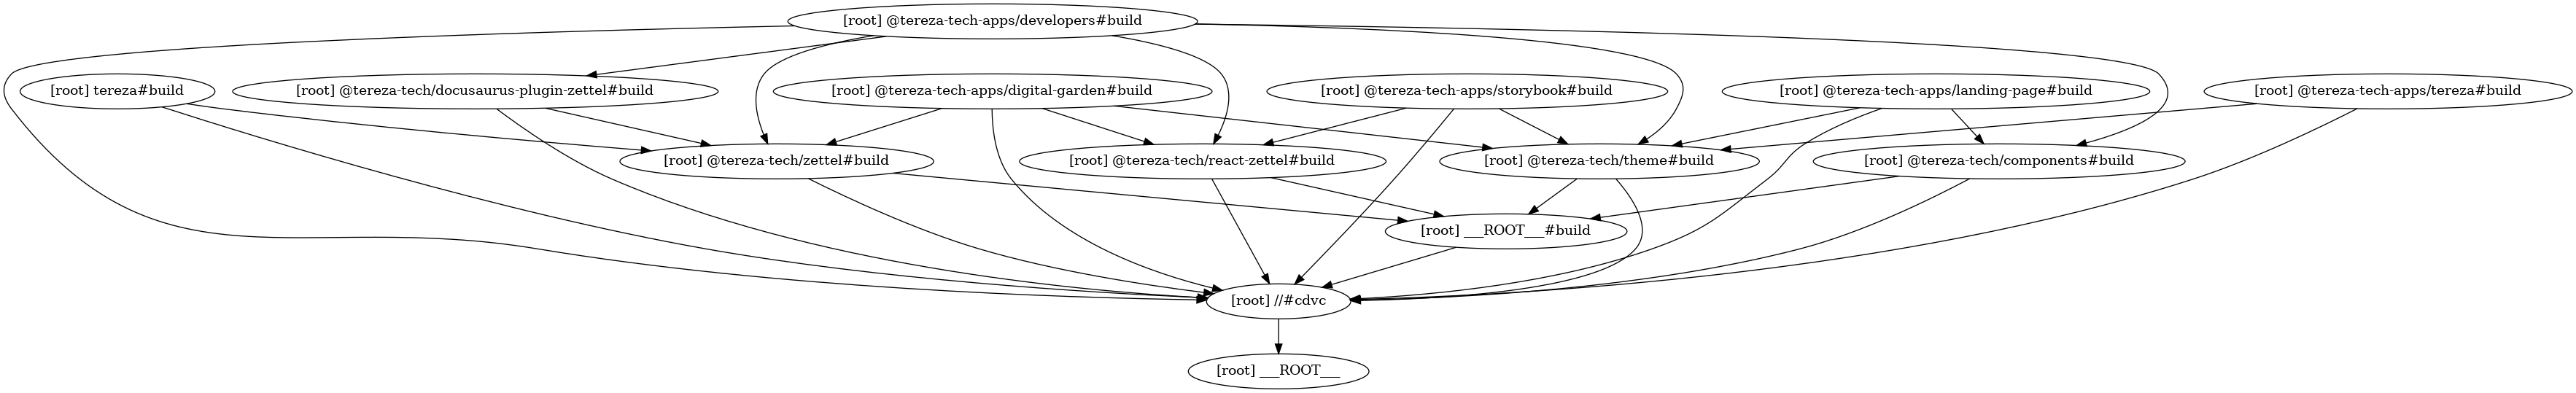 [root] @tereza-tech-apps/developers#build
[root] tereza#build
[root] @tereza-tech/docusaurus-plugin-zettel#build
[root] @tereza-tech-apps/digital-garden#build
[root] @tereza-tech-apps/storybook#build
[root] @tereza-tech-apps/landing-page#build
[root] @tereza-tech-apps/tereza#build
[root] @tereza-tech/zettel#build
[root] @tereza-tech/react-zettel#build
[root] @tereza-tech/theme#build
[root] @tereza-tech/components#build
[root] ___ROOT___#build
[root] //#cdvc
[root] ___ROOT___